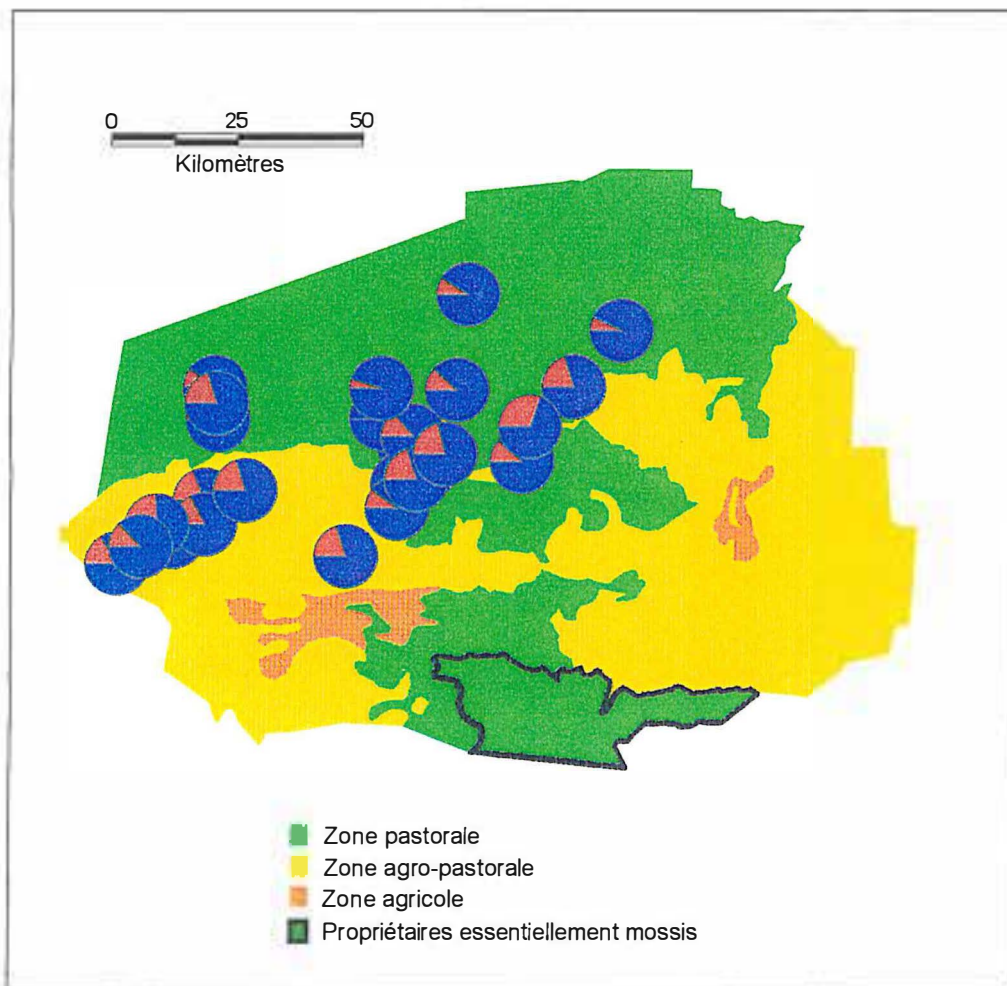 0 25 50
Kilomètres
Zone pastorale
Zone agro-pastorale
Zone agricole
Propriétaires essentiellement mossis